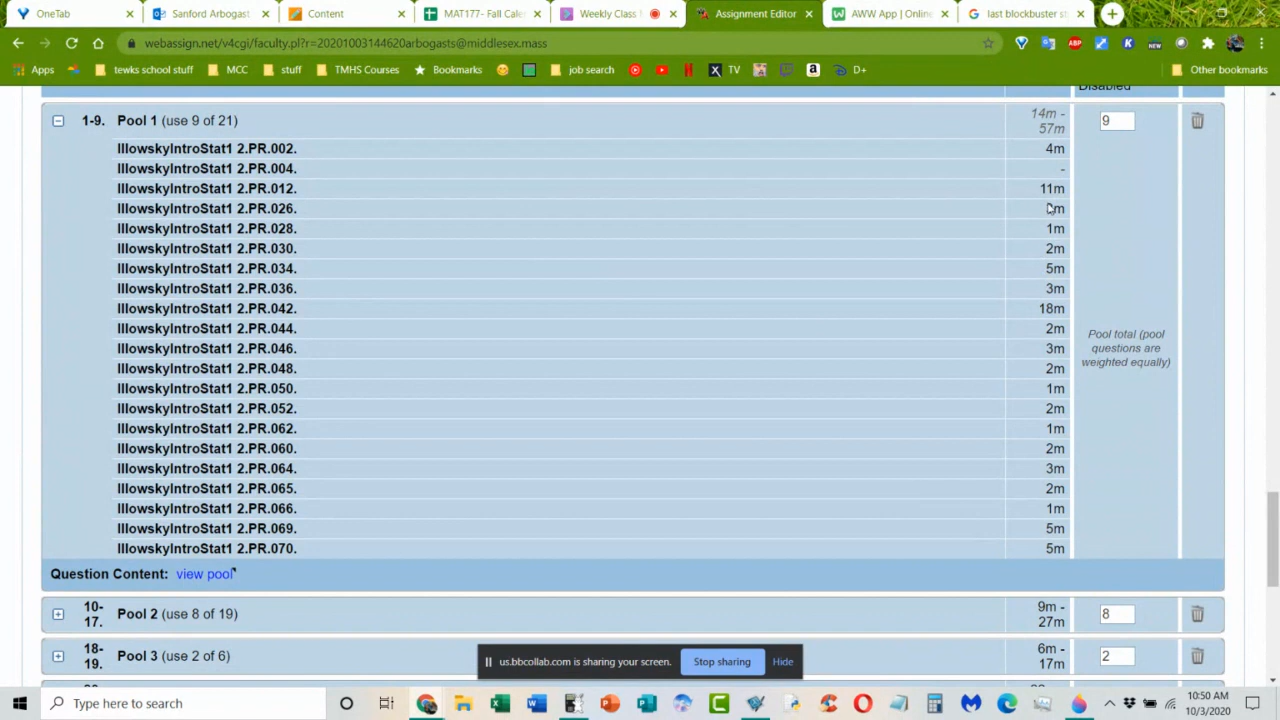 OneTab
Sanford Arbogast
Content
MAT177- Fall Cale
Weekly Class
Assignment Editor
AWW App | Online
last blockbuster st
webassign.net/v4cgi/faculty.pl?r=20201003144620arbogasts@middlesex.mass
Apps
tewks school stuff
MCC
stuff
TMHS Courses
Bookmarks
job search
TV
D+
Other bookmarks
Disabled
1-9. Pool 1 (use 9 of 21) 14m - 57m 9
IllowskyIntroStat1 2.PR.002. 4m
IllowskyIntroStat1 2.PR.004. -
IllowskyIntroStat1 2.PR.012. 11m
IllowskyIntroStat1 2.PR.026. m
IllowskyIntroStat1 2.PR.028. 1m
IllowskyIntroStat1 2.PR.030. 2m
IllowskyIntroStat1 2.PR.034. 5m
IllowskyIntroStat1 2.PR.036. 3m
IllowskyIntroStat1 2.PR.042. 18m
IllowskyIntroStat1 2.PR.044. 2m
IllowskyIntroStat1 2.PR.046. 3m
IllowskyIntroStat1 2.PR.048. 2m
IllowskyIntroStat1 2.PR.050. 1m
IllowskyIntroStat1 2.PR.052. 2m
IllowskyIntroStat1 2.PR.062. 1m
IllowskyIntroStat1 2.PR.060. 2m
IllowskyIntroStat1 2.PR.064. 3m
IllowskyIntroStat1 2.PR.065. 2m
IllowskyIntroStat1 2.PR.066. 1m
IllowskyIntroStat1 2.PR.069. 5m
IllowskyIntroStat1 2.PR.070. 5m
Pool total (pool
questions are
weighted equally)
Question Content: view pool
10-17. Pool 2 (use 8 of 19) 9m - 27m 8
18-19. Pool 3 (use 2 of 6) 6m - 17m 2
us.bbcollab.com is sharing your screen. Stop sharing Hide
Type here to search
10:50 AM
10/3/2020